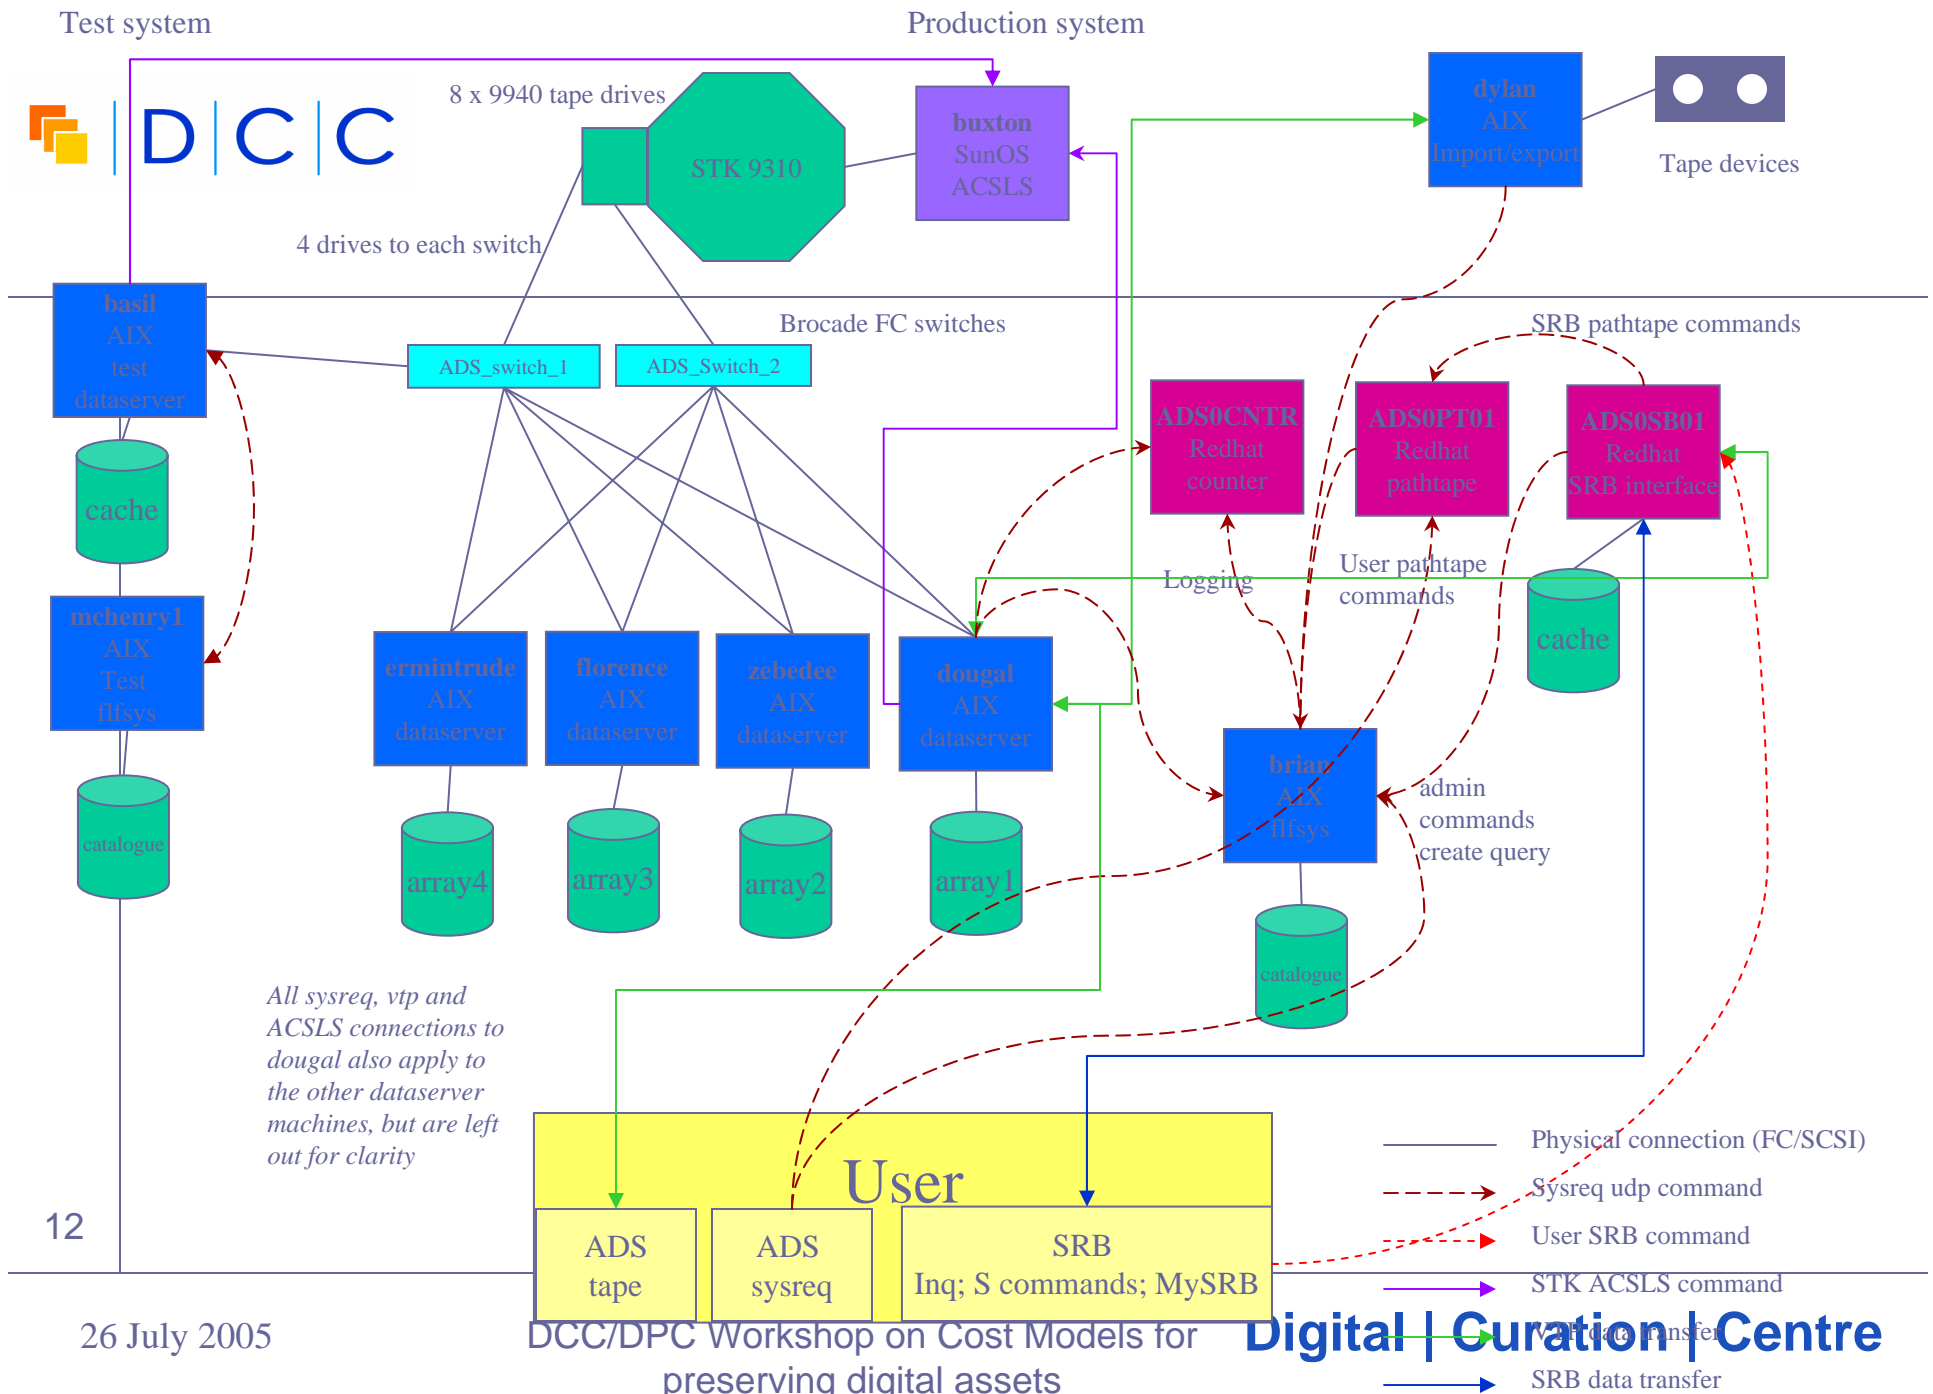 Test system
Production system
D C C
8 x 9940 tape drives
STK 9310
buxton
SunOS
ACSLS
dylan
AIX
Import/export
Tape devices
4 drives to each switch
basil
AIX
test
dataserver
Brocade FC switches
SRB pathtape commands
ADS_switch_1
ADS_Switch_2
ADS0CNTR
Redhat
counter
ADS0PT01
Redhat
pathtape
ADS0SB01
Redhat
SRB interface
cache
Logging
User pathtape
commands
cache
mchenry1
AIX
Test
flfsys
ermintrude
AIX
dataserver
florence
AIX
dataserver
zebedee
AIX
dataserver
dougal
AIX
dataserver
brian
AIX
flfsys
admin
commands
create query
catalogue
array4
array3
array2
array1
catalogue
All sysreq, vtp and
ACSLS connections to
dougal also apply to
the other dataserver
machines, but are left
out for clarity
User
ADS
tape
ADS
sysreq
SRB
Inq; S commands; MySRB
Physical connection (FC/SCSI)
Sysreq udp command
User SRB command
STK ACSLS command
VTP data transfer
SRB data transfer
12
26 July 2005
DCC/DPC Workshop on Cost Models for
preserving digital assets
Digital | Curation | Centre